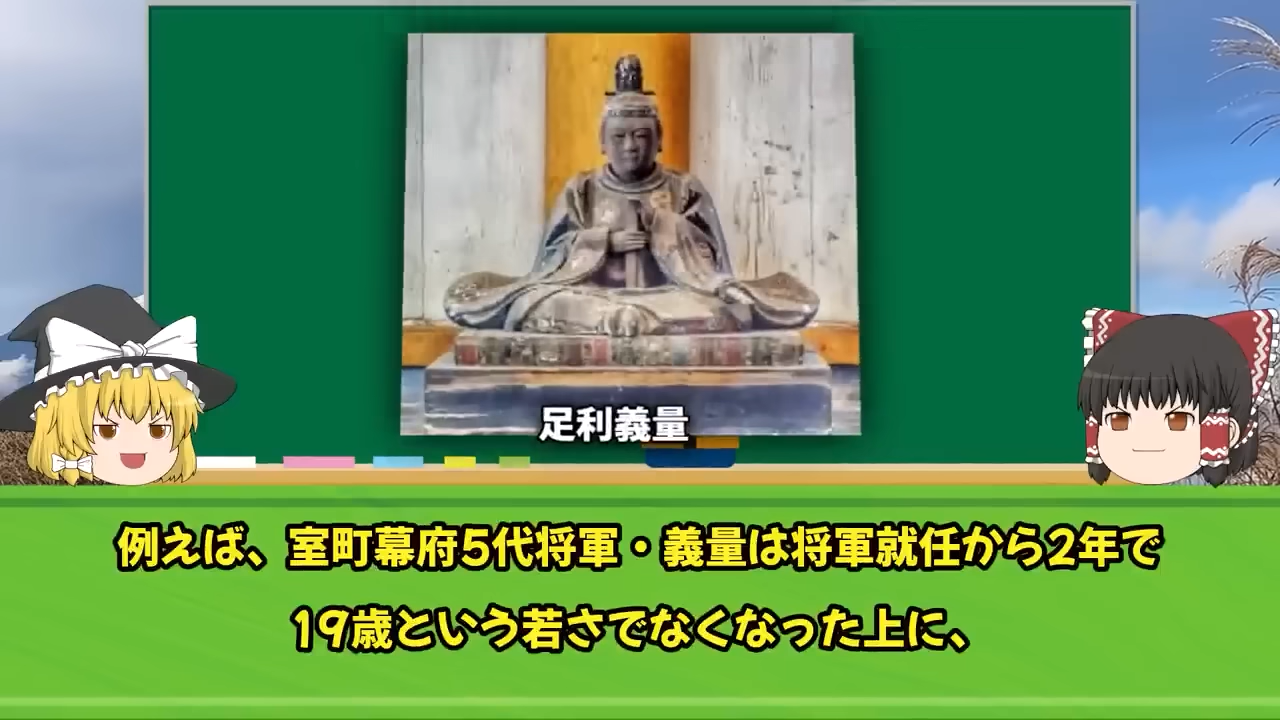 足利義量
例えば、室町幕府5代将軍・義量は将軍就任から2年で
19歳という若さでなくなった上に、